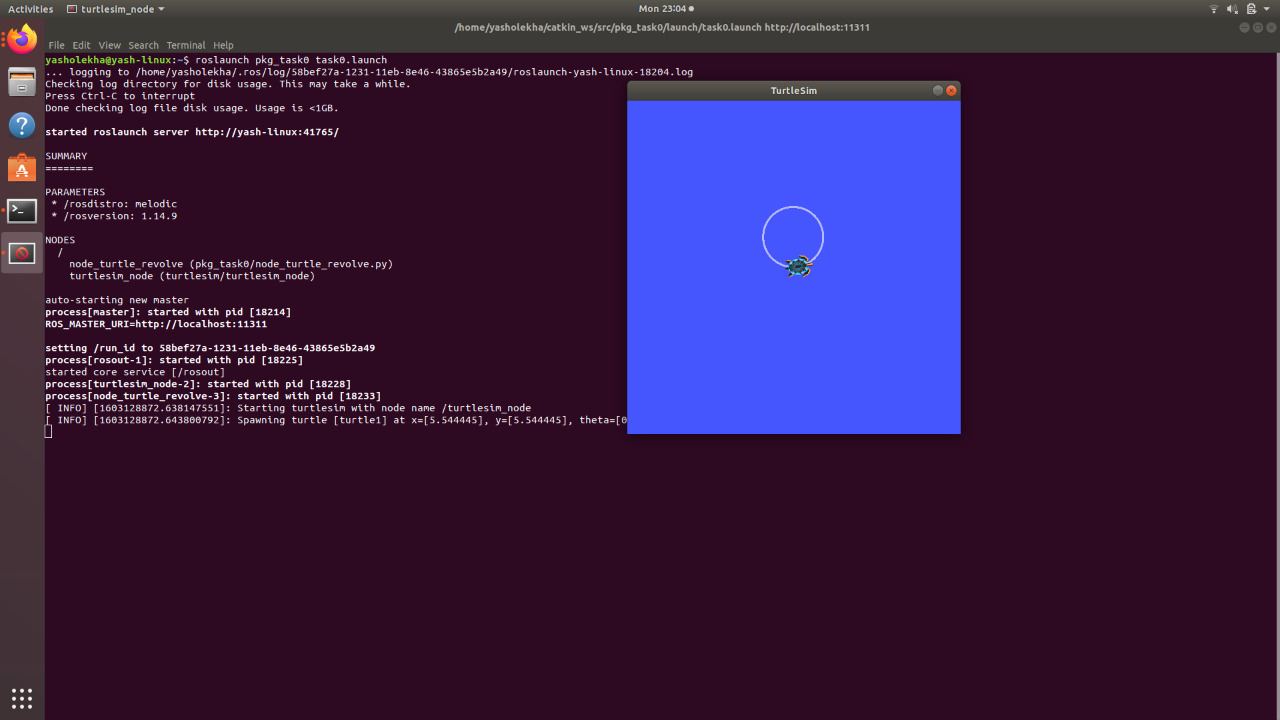 Activities turtlesim_node Mon 23:04
/home/yasholekha/catkin_ws/src/pkg_task0/launch/task0.launch http://localhost:11311
File Edit View Search Terminal Help
yasholekha@yash-linux:~$ roslaunch pkg_task0 task0.launch
... logging to /home/yasholekha/.ros/log/58bef27a-1231-11eb-8e46-43865e5b2a49/roslaunch-yash-linux-18204.log
Checking log directory for disk usage. This may take a while.
Press Ctrl-C to interrupt
Done checking log file disk usage. Usage is <1GB.
started roslaunch server http://yash-linux:41765/
SUMMARY
========
PARAMETERS
* /rosdistro: melodic
* /rosversion: 1.14.9
NODES
/
node_turtle_revolve (pkg_task0/node_turtle_revolve.py)
turtlesim_node (turtlesim/turtlesim_node)
auto-starting new master
process[master]: started with pid [18214]
ROS_MASTER_URI=http://localhost:11311
setting /run_id to 58bef27a-1231-11eb-8e46-43865e5b2a49
process[rosout-1]: started with pid [18225]
started core service [/rosout]
process[turtlesim_node-2]: started with pid [18228]
process[node_turtle_revolve-3]: started with pid [18233]
[ INFO] [1603128872.638147551]: Starting turtlesim with node name /turtlesim_node
[ INFO] [1603128872.643800792]: Spawning turtle [turtle1] at x=[5.544445], y=[5.544445], theta=[0
TurtleSim